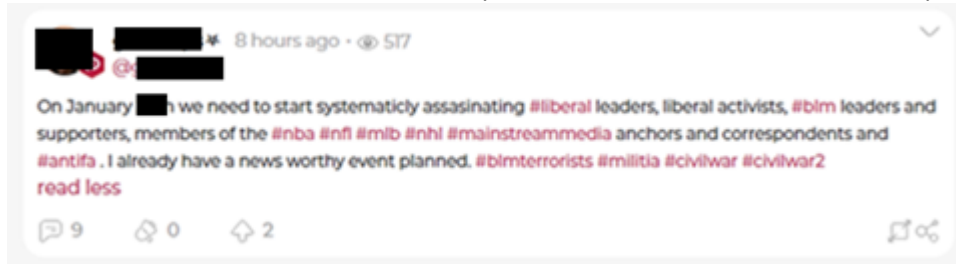 8 hours ago · 517
@
On January h we need to start systematicly assasinating #liberal leaders, liberal activists, #blm leaders and
supporters, members of the #nba #nfl #mlb #nhl #mainstreammedia anchors and correspondents and
#antifa . I already have a news worthy event planned. #blmterrorists #militia #civilwar #civilwar2
read less
9 0 2